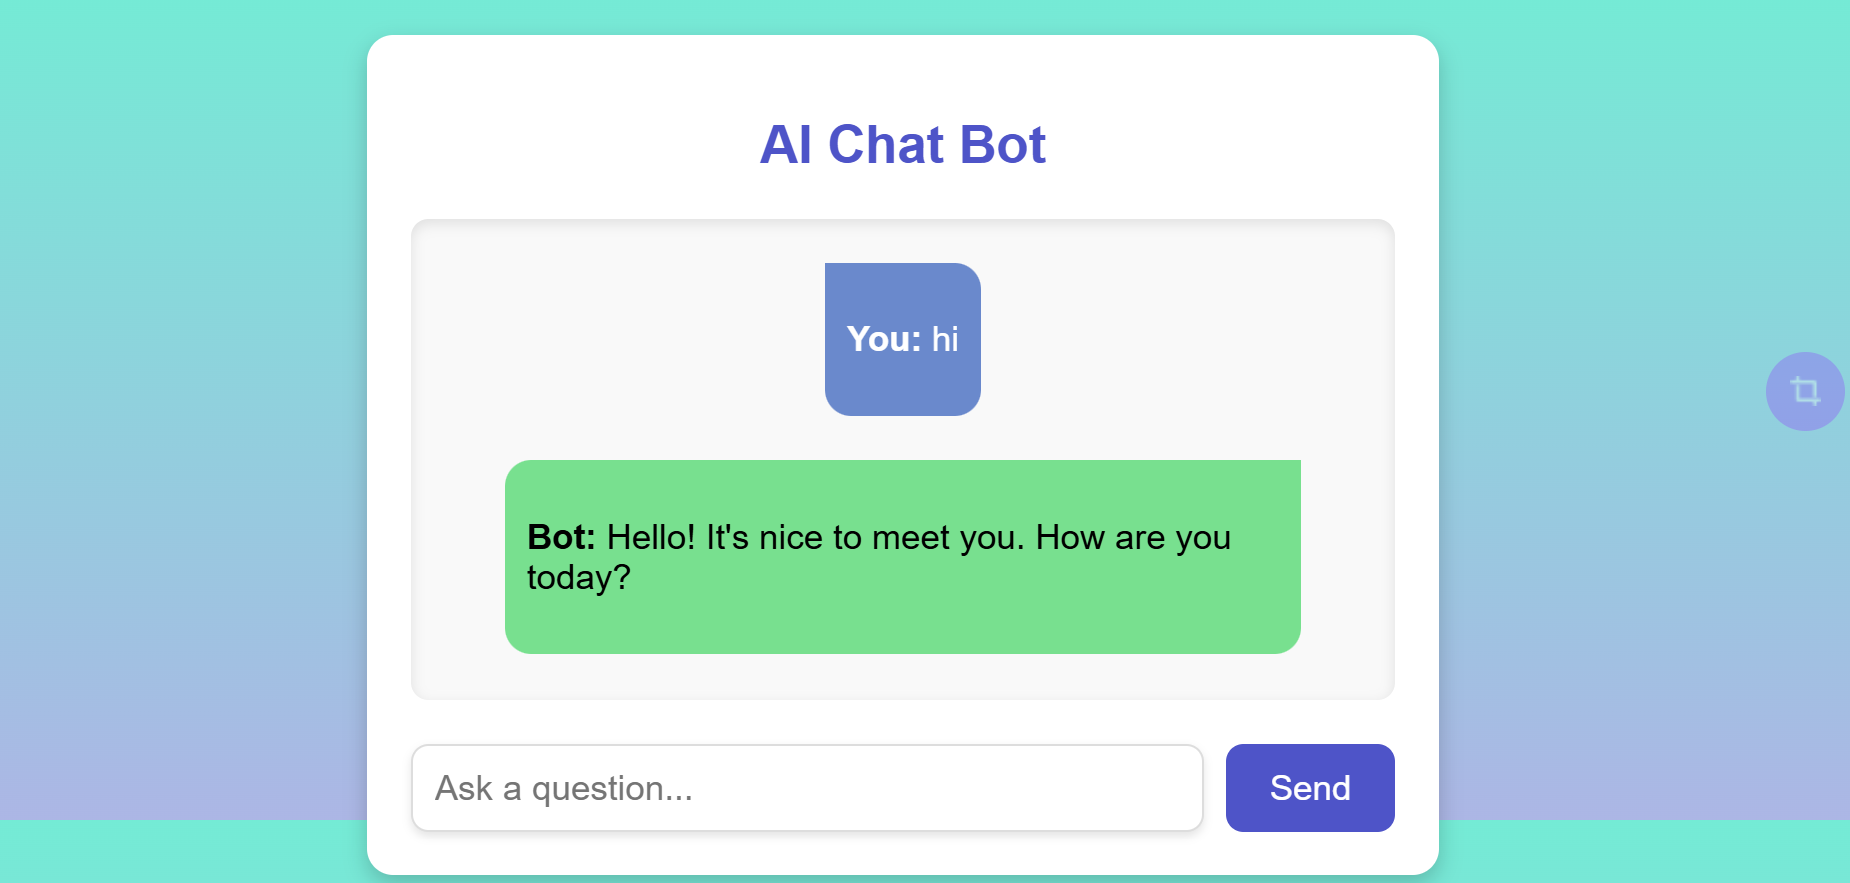 AI Chat Bot
You: hi
Bot: Hello! It's nice to meet you. How are you
today?
Ask a question...
Send